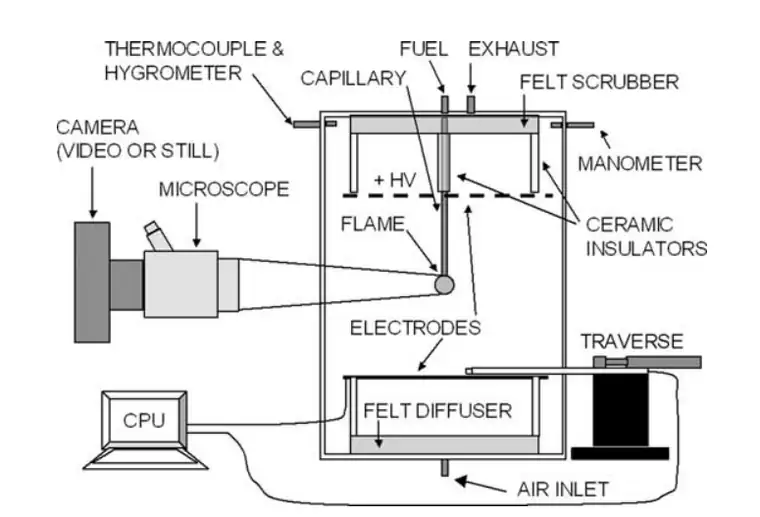 THERMOCOUPLE &
HYGROMETER
FUEL
EXHAUST
CAPILLARY
FELT SCRUBBER
CAMERA
(VIDEO OR STILL)
MICROSCOPE
MANOMETER
+ HV
FLAME
CERAMIC
INSULATORS
ELECTRODES
TRAVERSE
CPU
FELT DIFFUSER
AIR INLET